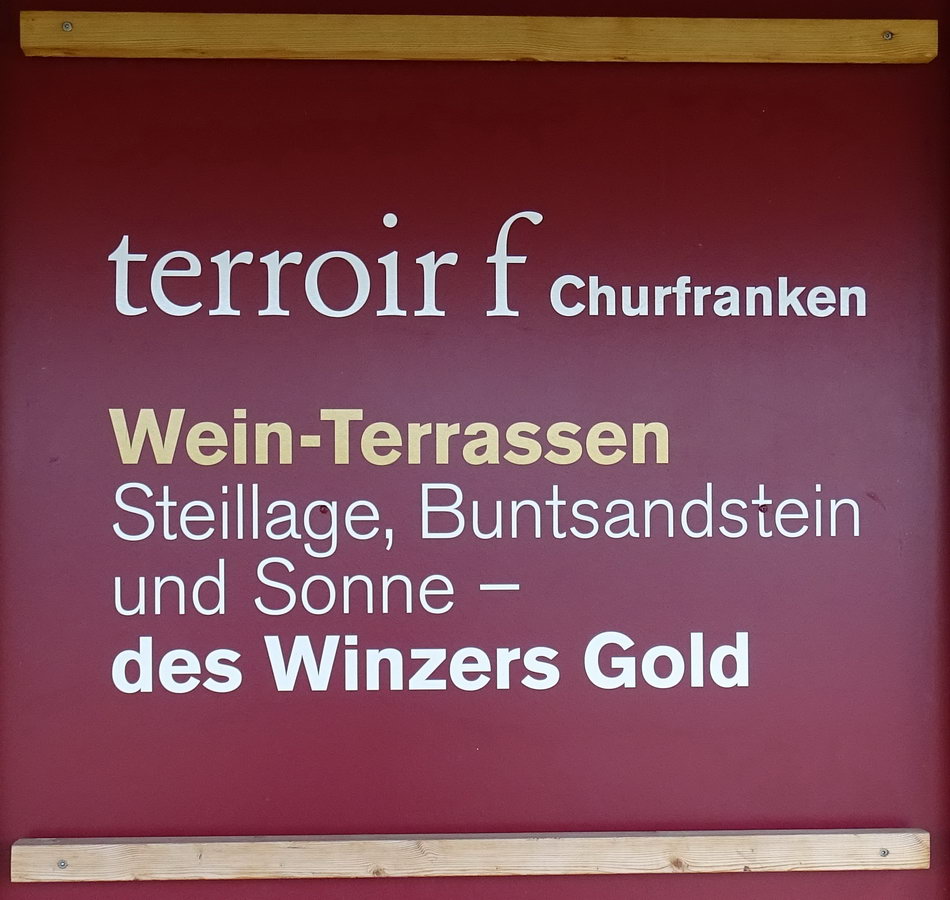 terroir f Churfranken
Wein-Terrassen
Steillage, Buntsandstein
und Sonne –
des Winzers Gold